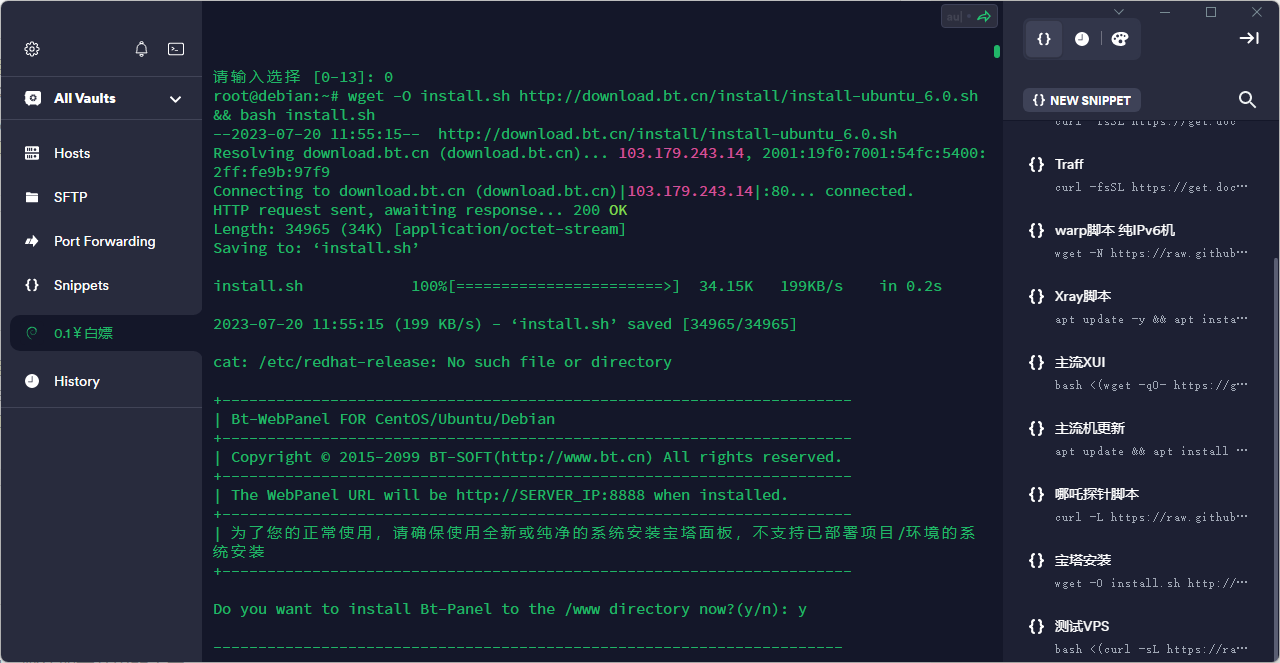 All Vaults
Hosts
SFTP
Port Forwarding
Snippets
0.1￥白嫖
History
请输入选择 [0-13]: 0
root@debian:~# wget -O install.sh http://download.bt.cn/install/install-ubuntu_6.0.sh
&& bash install.sh
--2023-07-20 11:55:15--  http://download.bt.cn/install/install-ubuntu_6.0.sh
Resolving download.bt.cn (download.bt.cn)... 103.179.243.14, 2001:19f0:7001:54fc:5400:
2ff:fe9b:97f9
Connecting to download.bt.cn (download.bt.cn)|103.179.243.14|:80... connected.
HTTP request sent, awaiting response... 200 OK
Length: 34965 (34K) [application/octet-stream]
Saving to: ‘install.sh’
install.sh            100%[=======================>]  34.15K   199KB/s    in 0.2s
2023-07-20 11:55:15 (199 KB/s) - ‘install.sh’ saved [34965/34965]
cat: /etc/redhat-release: No such file or directory
+----------------------------------------------------------------------
| Bt-WebPanel FOR CentOS/Ubuntu/Debian
+----------------------------------------------------------------------
| Copyright © 2015-2099 BT-SOFT(http://www.bt.cn) All rights reserved.
+----------------------------------------------------------------------
| The WebPanel URL will be http://SERVER_IP:8888 when installed.
+----------------------------------------------------------------------
| 为了您的正常使用，请确保使用全新或纯净的系统安装宝塔面板，不支持已部署项目/环境的系
统安装
+----------------------------------------------------------------------
Do you want to install Bt-Panel to the /www directory now?(y/n): y
----------------------------------------------------------------------
{} NEW SNIPPET
curl -fsSL https://get.doc
{} Traff
curl -fsSL https://get.doc···
{} warp脚本 纯IPv6机
wget -N https://raw.github···
{} Xray脚本
apt update -y && apt insta···
{} 主流XUI
bash <(wget -qO- https://g···
{} 主流机更新
apt update && apt install ···
{} 哪吒探针脚本
curl -L https://raw.github···
{} 宝塔安装
wget -O install.sh http:/···
{} 测试VPS
bash <(curl -sL https://ra···